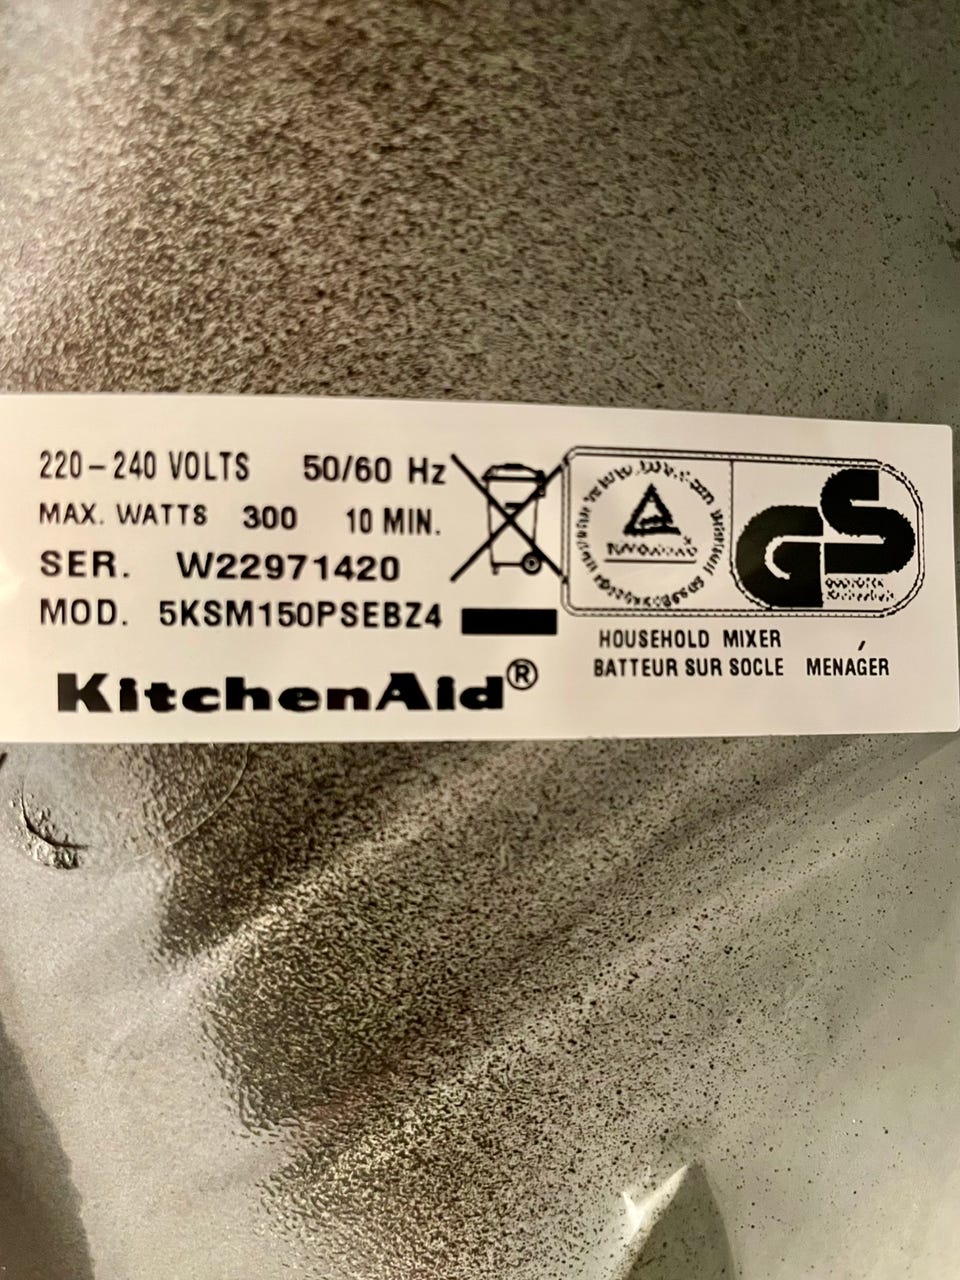 220-240 VOLTS 50/60 Hz
MAX. WATTS 300 10 MIN.
SER. W22971420
MOD. 5KSM150PSEBZ4
KitchenAid®
GS
HOUSEHOLD MIXER
BATTEUR SUR SOCLE MENÁGER